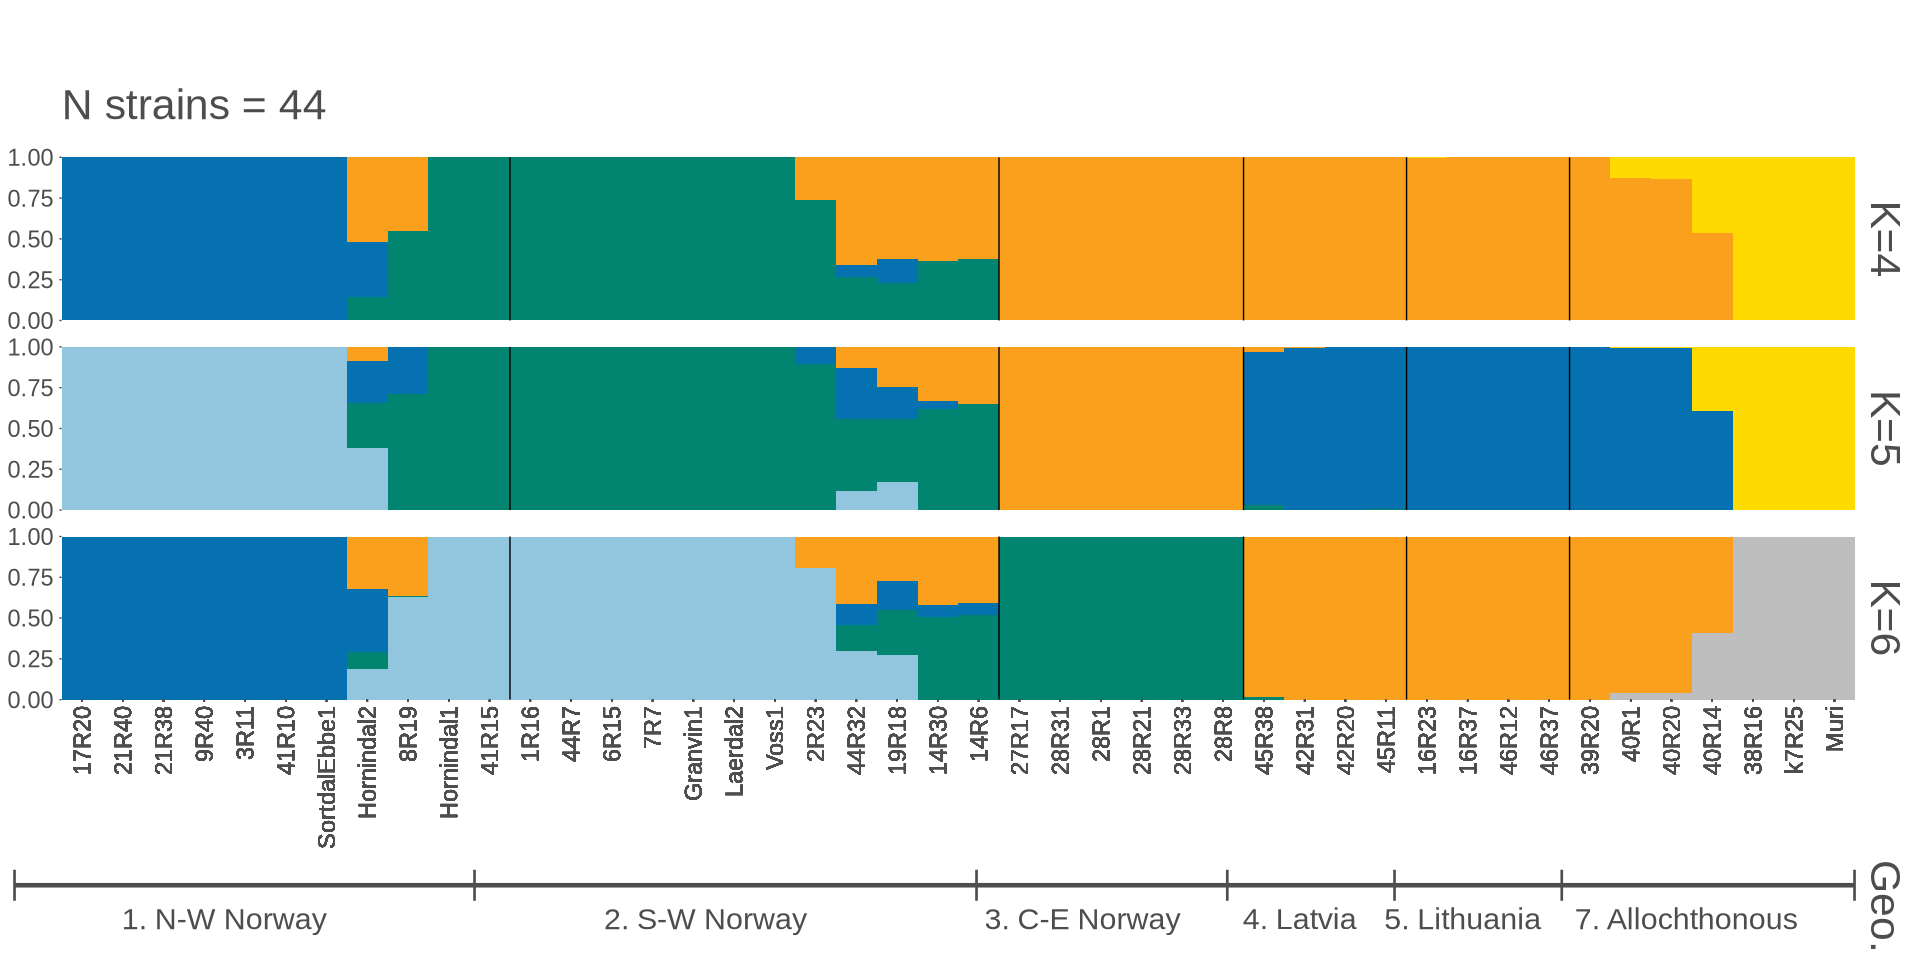 N strains = 44
1.00
0.75
0.50
0.25
0.00
K=4
1.00
0.75
0.50
0.25
0.00
K=5
1.00
0.75
0.50
0.25
0.00
K=6
17R20
21R40
21R38
9R40
3R11
41R10
SortdalEbbe1
Hornindal2
8R19
Hornindal1
41R15
1R16
44R7
6R15
7R7
Granvin1
Laerdal2
Voss1
2R23
44R32
19R18
14R30
14R6
27R17
28R31
28R1
28R21
28R33
28R8
45R38
42R31
42R20
45R11
16R23
16R37
46R12
46R37
39R20
40R1
40R20
40R14
38R16
k7R25
Muri
1. N-W Norway
2. S-W Norway
3. C-E Norway
4. Latvia
5. Lithuania
7. Allochthonous
Geo.